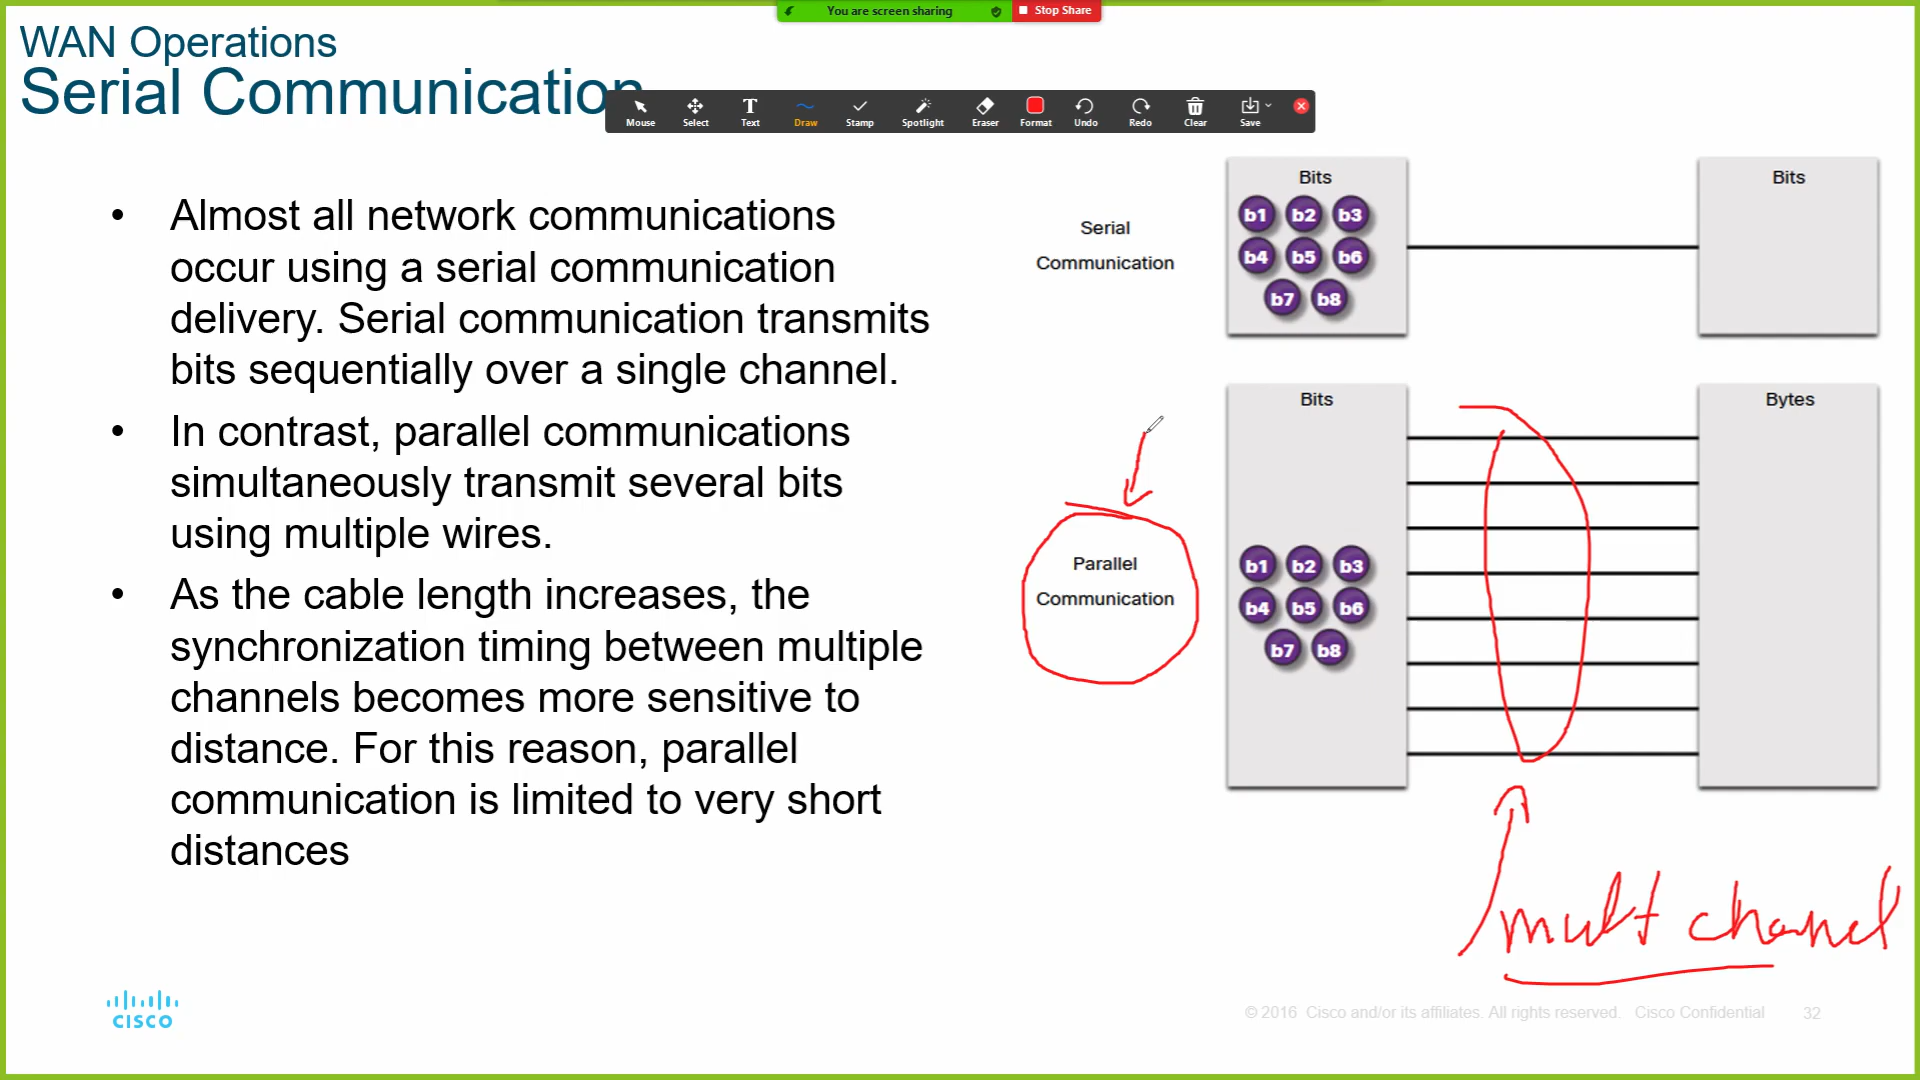 You are screen sharing
Stop Share
WAN Operations
Serial Communication
Mouse Select Text Draw Stamp Spotlight Eraser Format Undo Redo Clear Save
• Almost all network communications
occur using a serial communication
delivery. Serial communication transmits
bits sequentially over a single channel.
• In contrast, parallel communications
simultaneously transmit several bits
using multiple wires.
• As the cable length increases, the
synchronization timing between multiple
channels becomes more sensitive to
distance. For this reason, parallel
communication is limited to very short
distances
Serial
Communication
Bits
b1 b2 b3
b4 b5 b6
b7 b8
Bits
Parallel
Communication
Bits
b1 b2 b3
b4 b5 b6
b7 b8
Bytes
mult chanel
CISCO
© 2016 Cisco and/or its affiliates. All rights reserved. Cisco Confidential
32